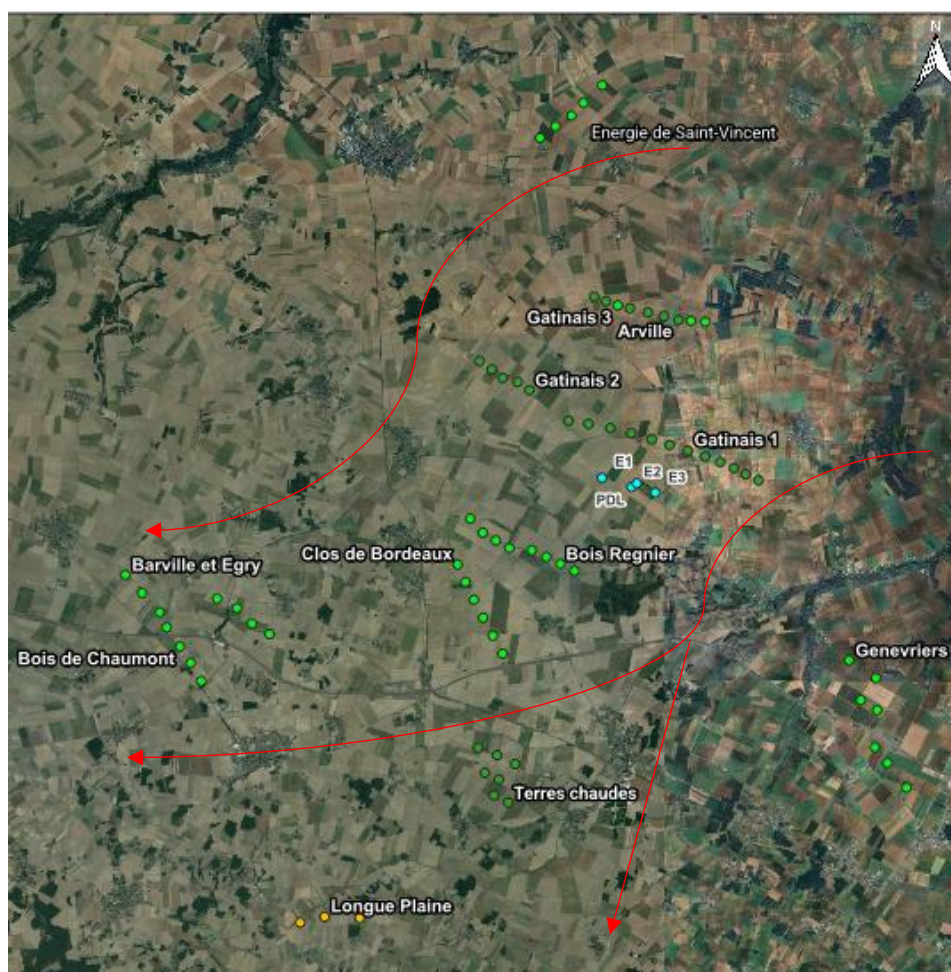 N
Energie de Saint-Vincent
Gatinais 3
Arville
Gatinais 2
Gatinais 1
E1
E2
E3
PDL
Clos de Bordeaux
Bois Regnier
Barville et Egry
Bois de Chaumont
Genevriers
Terres chaudes
Longue Plaine